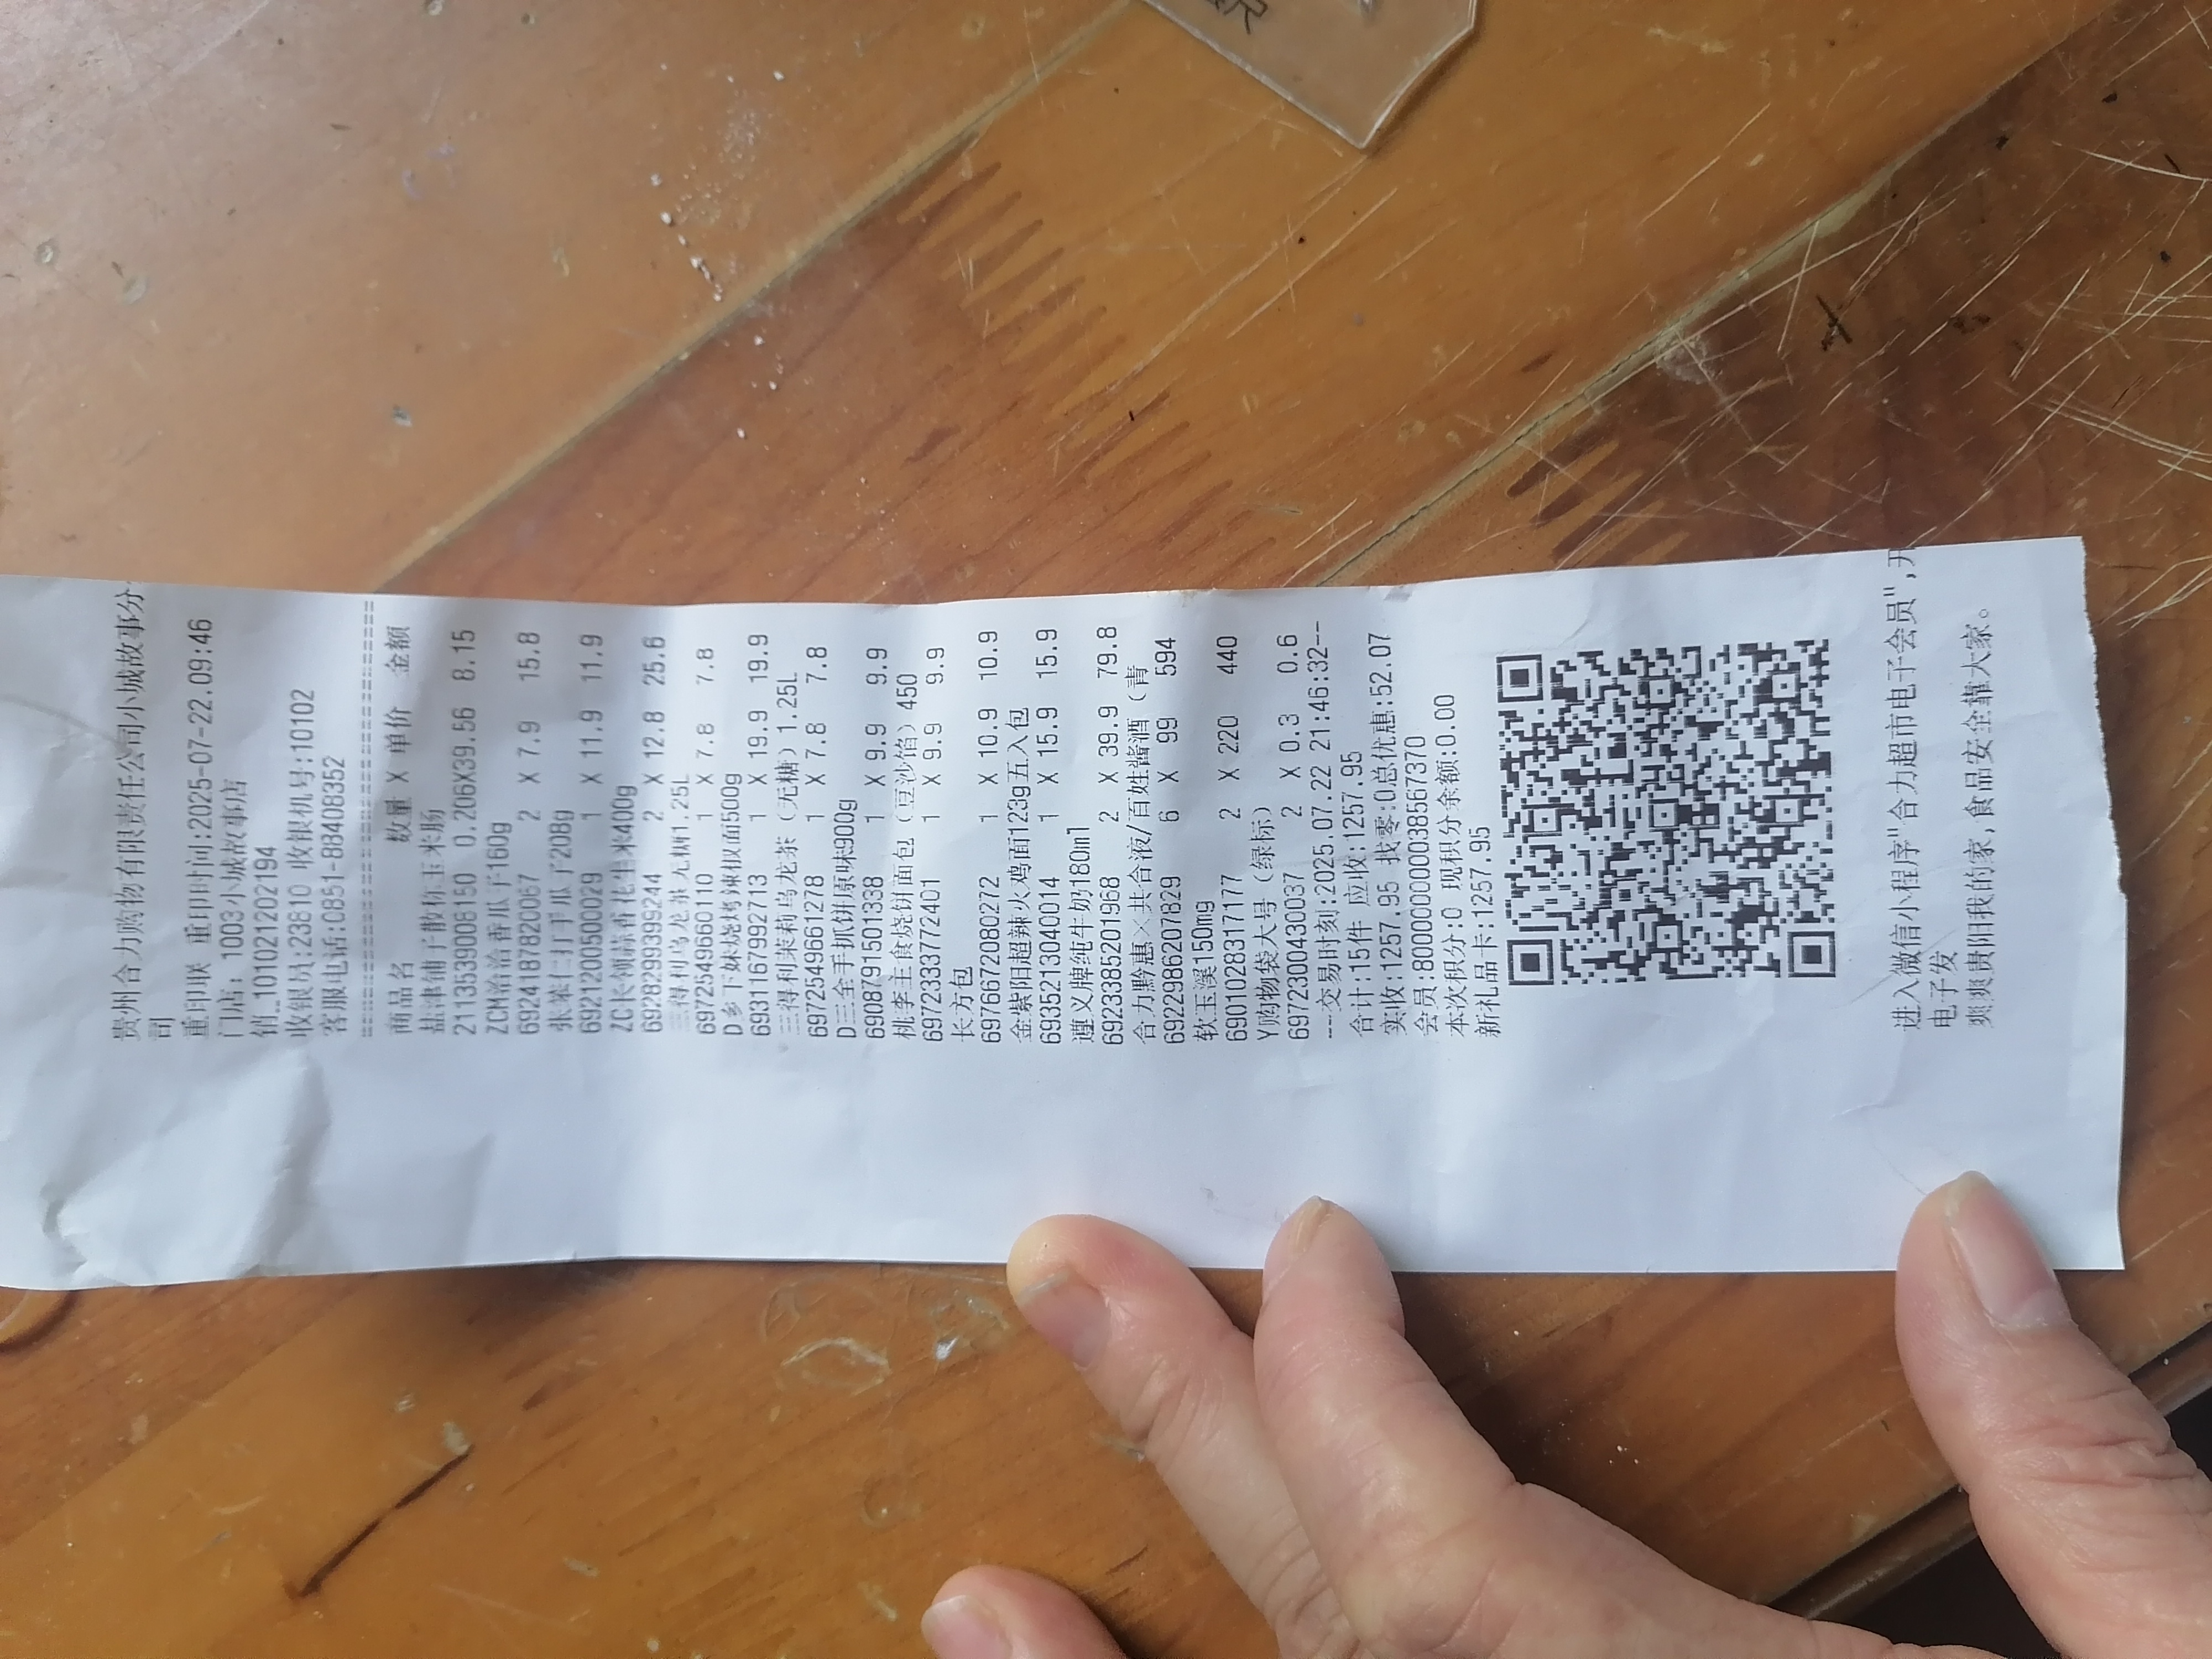 贵州合力购物有限责任公司小城故事分
司
重印联 重印时间:2025-07-22.09:46
门店: 1003小城故事店
销_101021202194
收银员:23810 收银机号:10102
客服电话:0851-88408352
商品名 数量 X 单价 金额
盐津铺子散称玉米肠
2113539006150 0.206X39.56 8.15
ZCM洽洽香瓜子160g
6924187820067 2 X 7.9 15.8
张笨仁打手瓜子208g
6921200500029 1 X 11.9 11.9
ZC长领蒜香花生米400g
6928299399244 2 X 12.8 25.6
三得利乌龙茶无糖1.25L
6972549660110 1 X 7.8 7.8
D乡下妹烧烤辣椒面500g
6931167992713 1 X 19.9 19.9
三得利茉莉乌龙茶（无糖）1.25L
6972549661278 1 X 7.8 7.8
D三全手抓饼原味900g
6908791501338 1 X 9.9 9.9
桃李主食烧饼面包（豆沙馅）450
6972333772401 1 X 9.9 9.9
长方包
6976672080272 1 X 10.9 10.9
金紫阳超辣火鸡面123g五入包
6935213040014 1 X 15.9 15.9
遵义牌纯牛奶180ml
6923385201968 2 X 39.9 79.8
合力黔惠×共合液/百姓酱酒（青
6922986207829 6 X 99 594
软玉溪150mg
6901028317177 2 X 220 440
Y购物袋大号（绿标）
6972300430037 2 X 0.3 0.6
---交易时刻:2025.07.22 21:46:32--
合计:15件 应收:1257.95
实收:1257.95 找零:0总优惠:52.07
会员:8000000000038567370
本次积分:0 现积分余额:0.00
新礼品卡:1257.95
进入微信小程序"合力超市电子会员",开
电子发
爽爽贵阳我的家,食品安全靠大家。